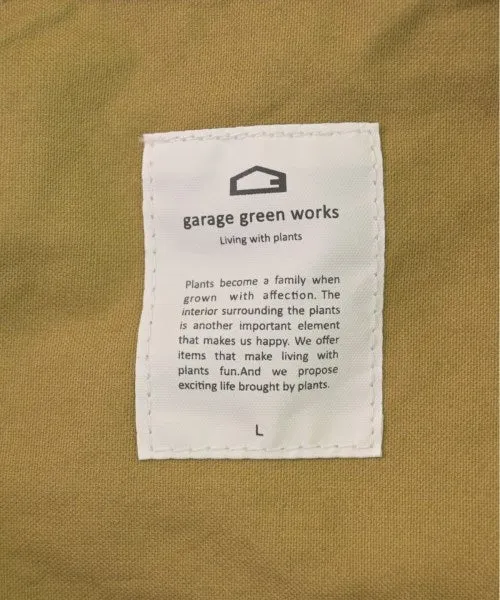 garage green works
Living with plants
Plants become a family when
grown with affection. The
interior surrounding the plants
is another important element
that makes us happy. We offer
items that make living with
plants fun.And we propose
exciting life brought by plants.
L